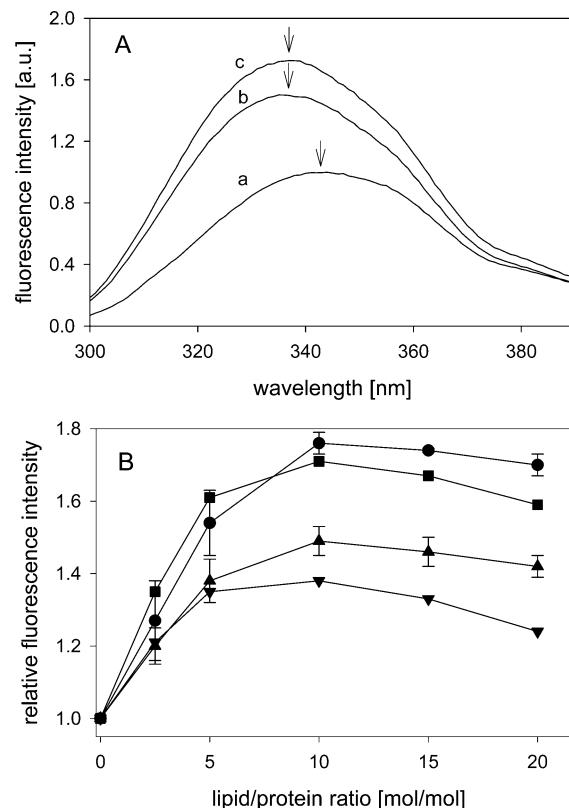 A
fluorescence intensity [a.u.]
2.0
1.6
1.2
0.8
0.4
0.0
c
b
a
300
320
340
360
380
wavelength [nm]
B
relative fluorescence intensity
1.8
1.6
1.4
1.2
1.0
0
5
10
15
20
lipid/protein ratio [mol/mol]